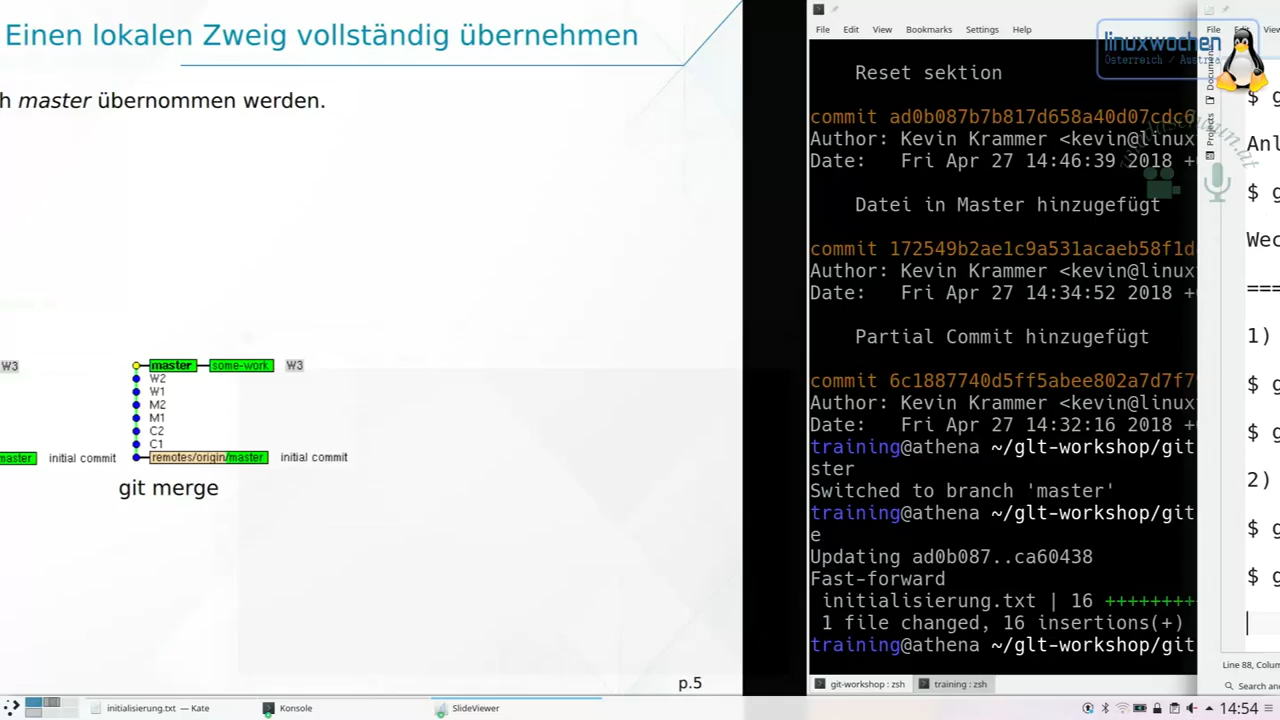 Einen lokalen Zweig vollständig übernehmen
h master übernommen werden.
W3
master some-work W3
W2
W1
M2
M1
C2
C1
master initial commit
remotes/origin/master initial commit
git merge
p.5
File Edit View Bookmarks Settings Help
Reset sektion
commit ad0b087b7b817d658a40d07cdc6
Author: Kevin Krammer <kevin@linux
Date: Fri Apr 27 14:46:39 2018 +
Datei in Master hinzugefügt
commit 172549b2ae1c9a531acaeb58f1d
Author: Kevin Krammer <kevin@linux
Date: Fri Apr 27 14:34:52 2018 +
Partial Commit hinzugefügt
commit 6c1887740d5ff5abee802a7d7f7
Author: Kevin Krammer <kevin@linux
Date: Fri Apr 27 14:32:16 2018 +
training@athena ~/glt-workshop/git
ster
Switched to branch 'master'
training@athena ~/glt-workshop/git
e
Updating ad0b087..ca60438
Fast-forward
initialisierung.txt | 16 +++++++++
1 file changed, 16 insertions(+)
training@athena ~/glt-workshop/git
git-workshop : zsh training : zsh
linuxwochen
Österreich / Austria
File Edit View
Projects
$ g
Anl
$ g
Wec
===
1)
$ g
$ g
2)
$ g
$ g
Line 88, Colum
Search and
initialisierung.txt — Kate Konsole SlideViewer 14:54